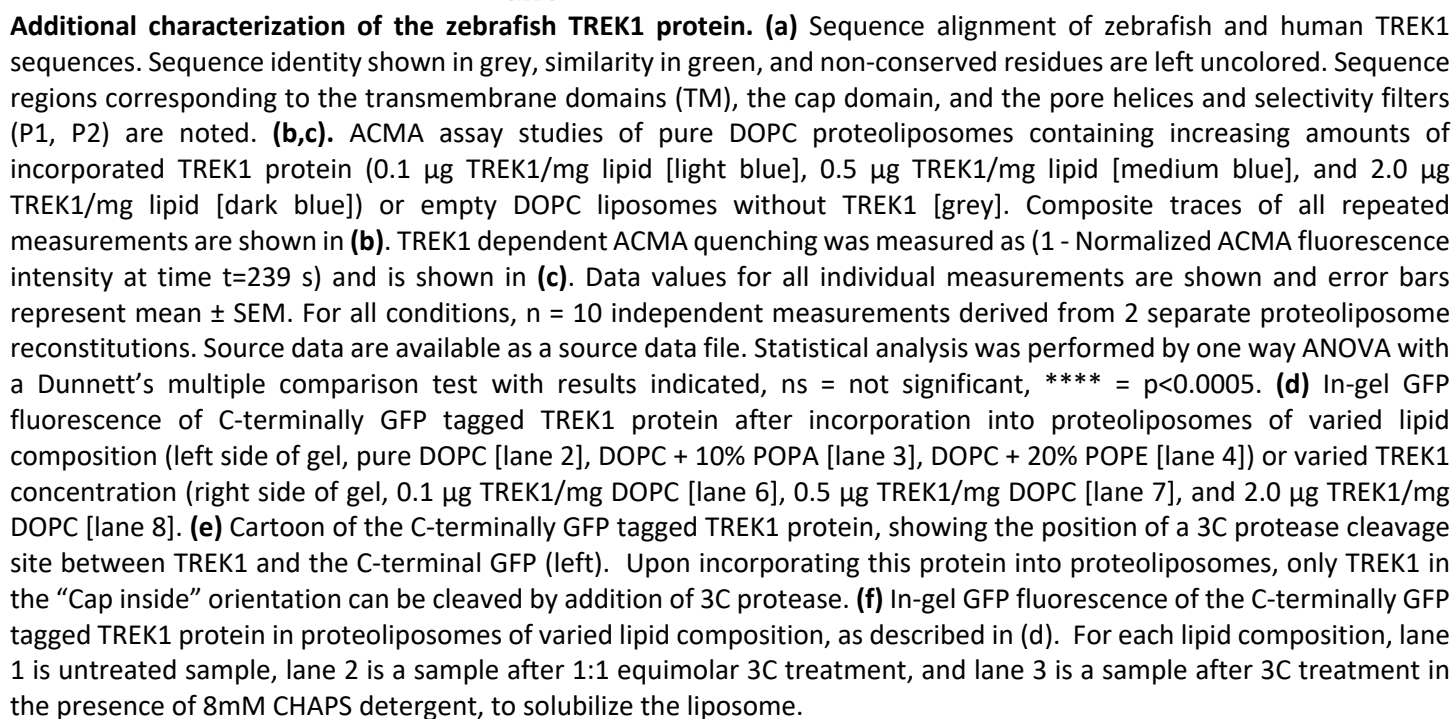 Additional characterization of the zebrafish TREK1 protein. (a) Sequence alignment of zebrafish and human TREK1
sequences. Sequence identity shown in grey, similarity in green, and non-conserved residues are left uncolored. Sequence
regions corresponding to the transmembrane domains (TM), the cap domain, and the pore helices and selectivity filters
(P1, P2) are noted. (b,c). ACMA assay studies of pure DOPC proteoliposomes containing increasing amounts of
incorporated TREK1 protein (0.1 µg TREK1/mg lipid [light blue], 0.5 µg TREK1/mg lipid [medium blue], and 2.0 µg
TREK1/mg lipid [dark blue]) or empty DOPC liposomes without TREK1 [grey]. Composite traces of all repeated
measurements are shown in (b). TREK1 dependent ACMA quenching was measured as (1 - Normalized ACMA fluorescence
intensity at time t=239 s) and is shown in (c). Data values for all individual measurements are shown and error bars
represent mean ± SEM. For all conditions, n = 10 independent measurements derived from 2 separate proteoliposome
reconstitutions. Source data are available as a source data file. Statistical analysis was performed by one way ANOVA with
a Dunnett's multiple comparison test with results indicated, ns = not significant, **** = p<0.0005. (d) In-gel GFP
fluorescence of C-terminally GFP tagged TREK1 protein after incorporation into proteoliposomes of varied lipid
composition (left side of gel, pure DOPC [lane 2], DOPC + 10% POPA [lane 3], DOPC + 20% POPE [lane 4]) or varied TREK1
concentration (right side of gel, 0.1 µg TREK1/mg DOPC [lane 6], 0.5 µg TREK1/mg DOPC [lane 7], and 2.0 µg TREK1/mg
DOPC [lane 8]. (e) Cartoon of the C-terminally GFP tagged TREK1 protein, showing the position of a 3C protease cleavage
site between TREK1 and the C-terminal GFP (left). Upon incorporating this protein into proteoliposomes, only TREK1 in
the "Cap inside" orientation can be cleaved by addition of 3C protease. (f) In-gel GFP fluorescence of the C-terminally GFP
tagged TREK1 protein in proteoliposomes of varied lipid composition, as described in (d). For each lipid composition, lane
1 is untreated sample, lane 2 is a sample after 1:1 equimolar 3C treatment, and lane 3 is a sample after 3C treatment in
the presence of 8mM CHAPS detergent, to solubilize the liposome.